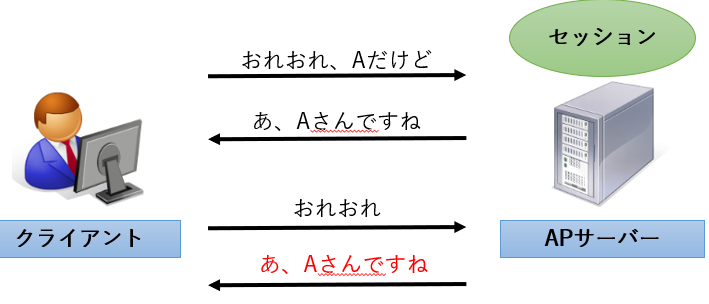 セッション
おれおれ、Aだけど
あ、Aさんですね
おれおれ
クライアント
APサーバー
あ、Aさんですね